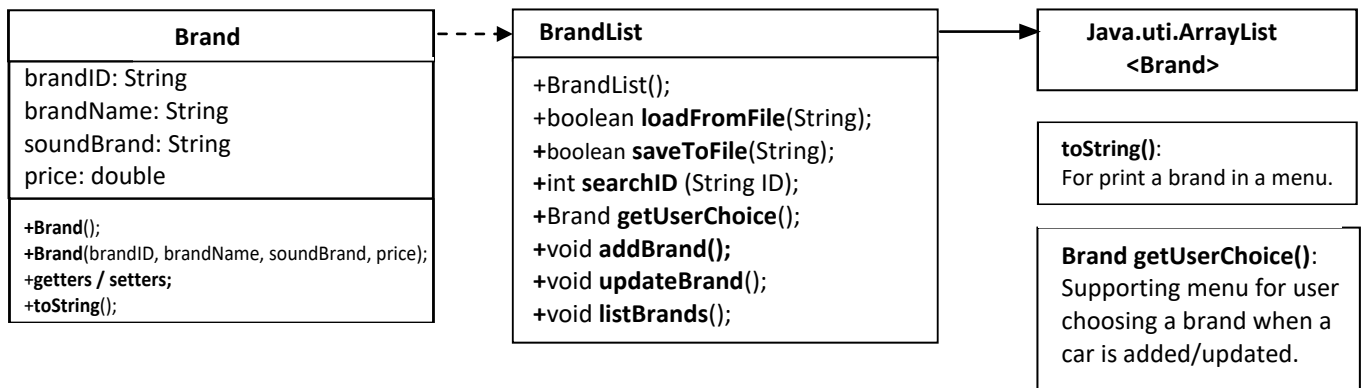 Brand
brandID: String
brandName: String
soundBrand: String
price: double
+Brand();
+Brand(brandID, brandName, soundBrand, price);
+getters / setters;
+toString();
BrandList
+BrandList();
+boolean loadFromFile(String);
+boolean saveToFile(String);
+int searchID (String ID);
+Brand getUserChoice();
+void addBrand();
+void updateBrand();
+void listBrands();
Java.uti.ArrayList
<Brand>
toString():
For print a brand in a menu.
Brand getUserChoice():
Supporting menu for user
choosing a brand when a
car is added/updated.